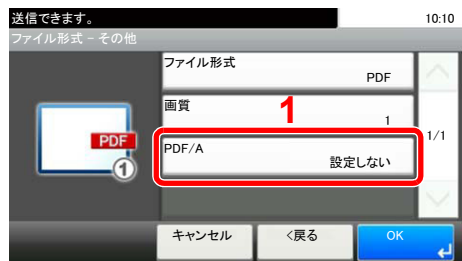 送信できます。 10:10
ファイル形式 - その他
ファイル形式
PDF
画質
1
1
PDF/A
設定しない
1/1
PDF
1
キャンセル
<戻る
OK